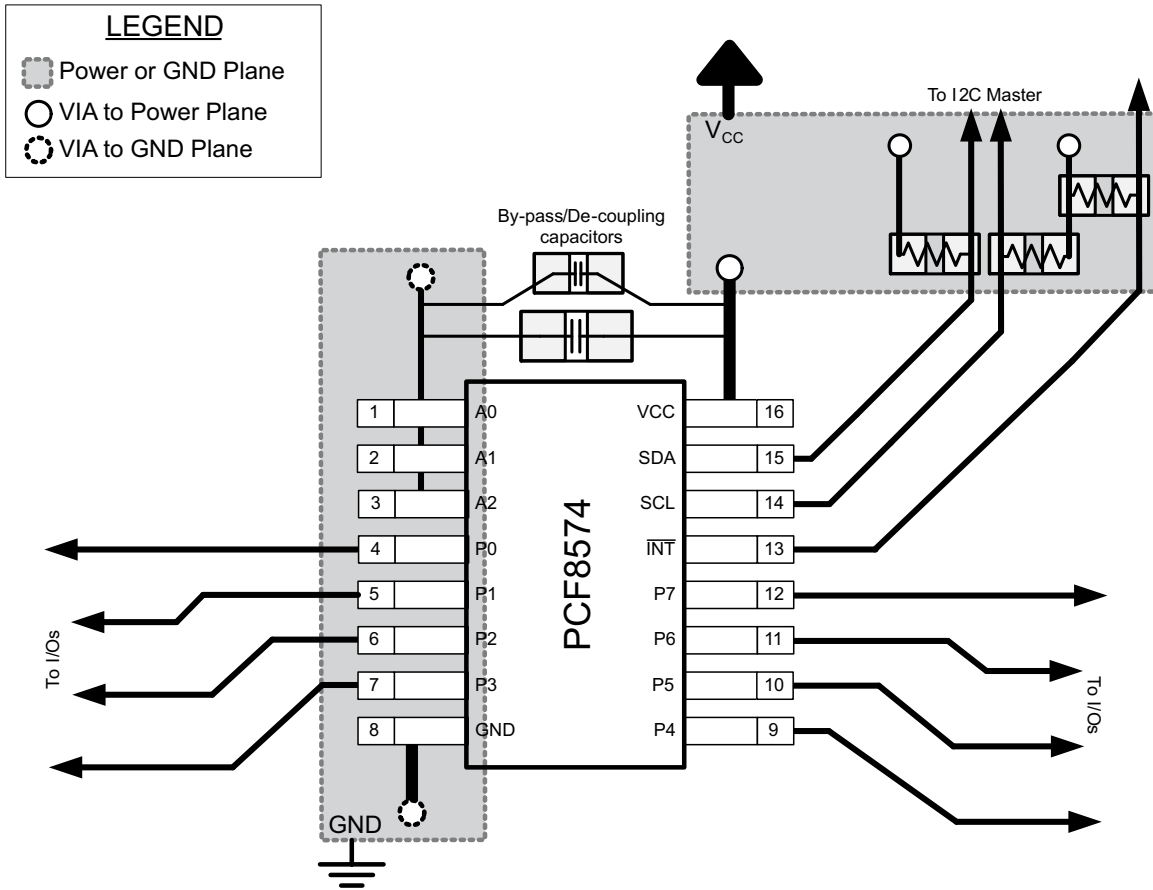 LEGEND
Power or GND Plane
VIA to Power Plane
VIA to GND Plane
To I2C Master
VCC
By-pass/De-coupling
capacitors
1 A0
2 A1
3 A2
4 P0
5 P1
6 P2
7 P3
8 GND
PCF8574
VCC 16
SDA 15
SCL 14
INT 13
P7 12
P6 11
P5 10
P4 9
To I/Os
To I/Os
GND